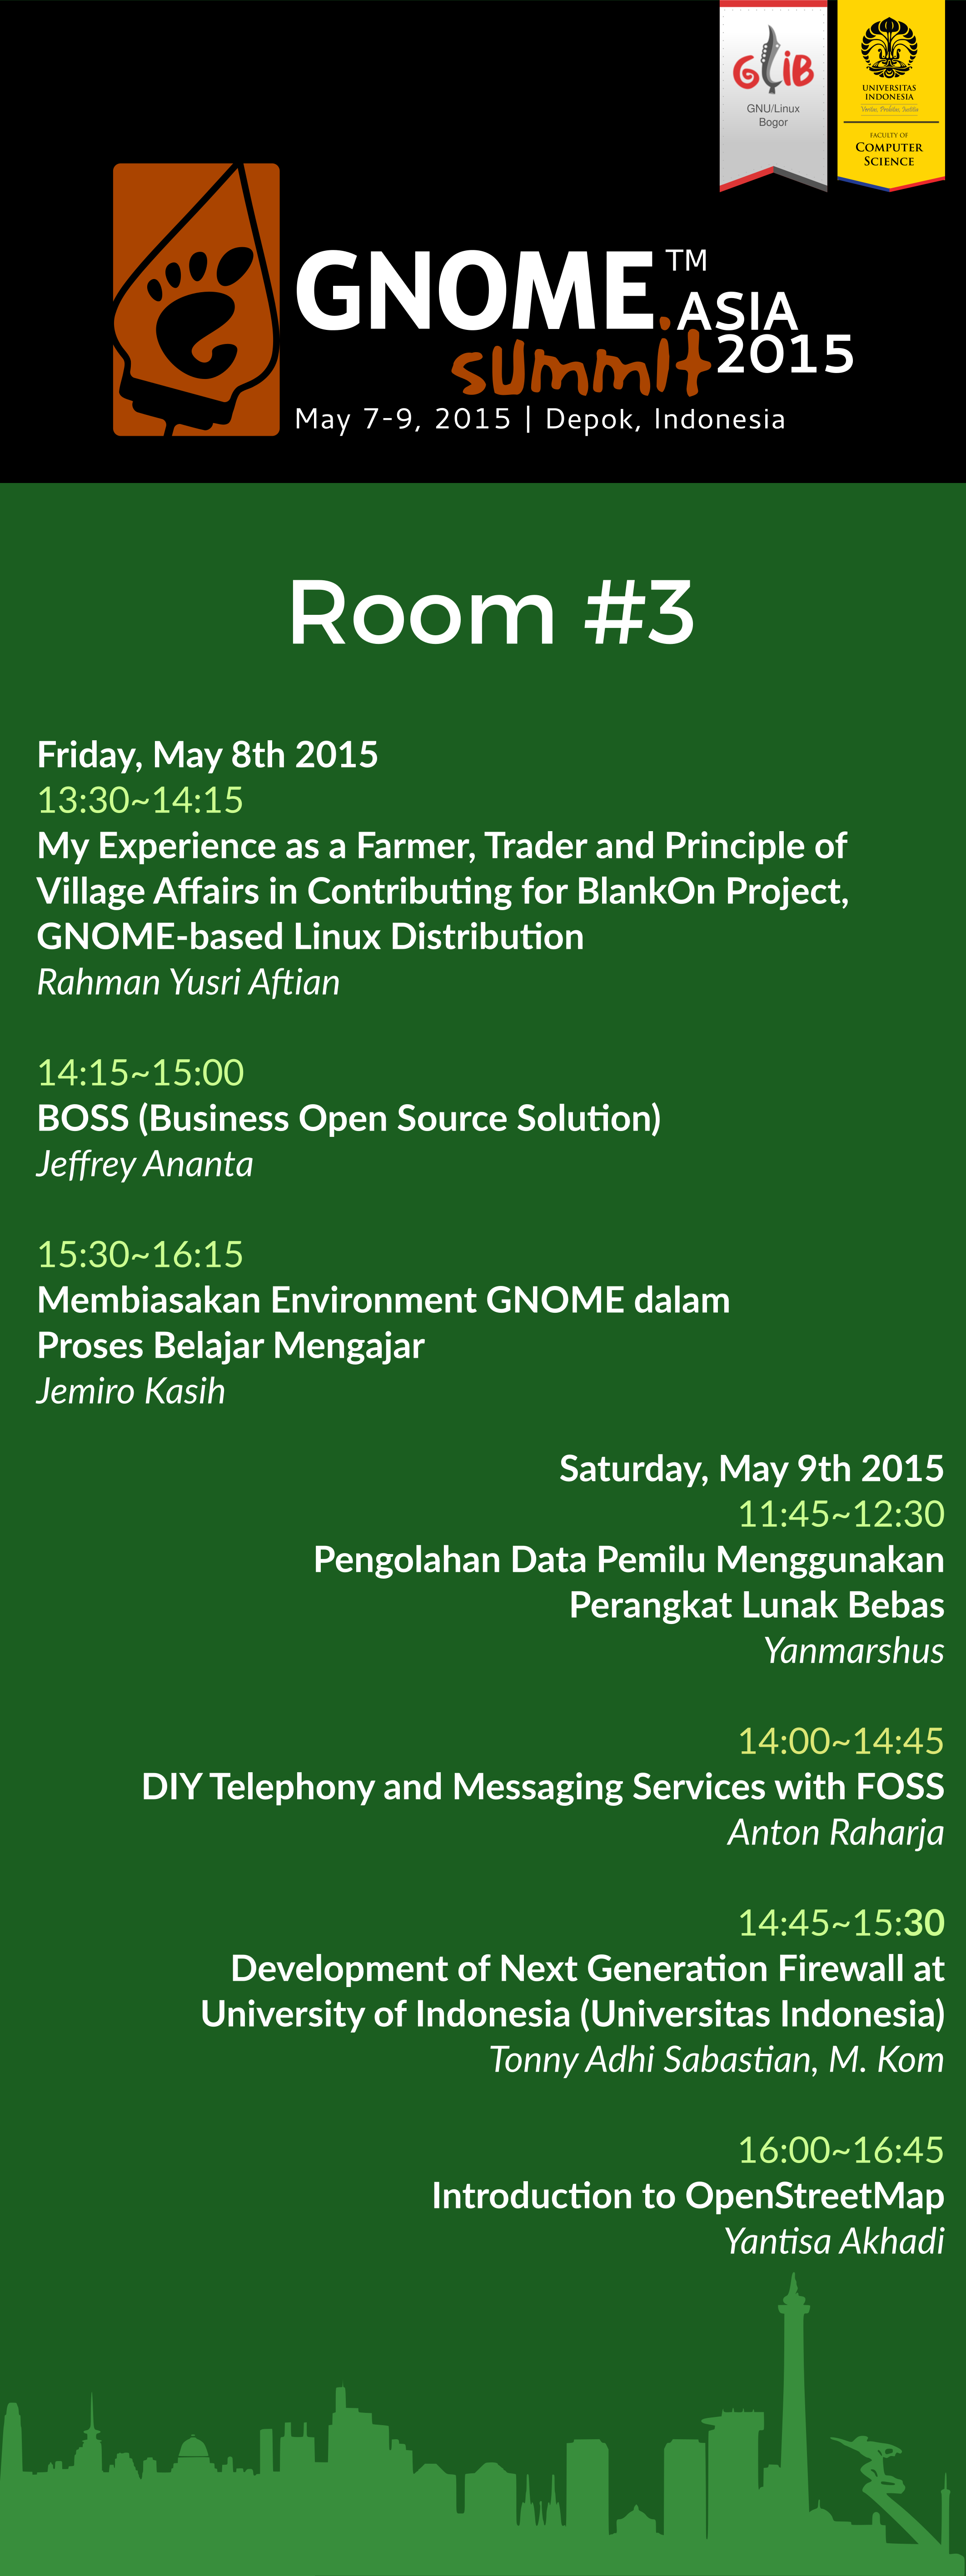 GLiB
GNU/Linux
Bogor
UNIVERSITAS
INDONESIA
Veritas, Probitas, Iustitia
FACULTY OF
COMPUTER
SCIENCE
GNOME™
.ASIA
summit 2015
May 7-9, 2015 | Depok, Indonesia
Room #3
Friday, May 8th 2015
13:30~14:15
My Experience as a Farmer, Trader and Principle of
Village Affairs in Contributing for BlankOn Project,
GNOME-based Linux Distribution
Rahman Yusri Aftian
14:15~15:00
BOSS (Business Open Source Solution)
Jeffrey Ananta
15:30~16:15
Membiasakan Environment GNOME dalam
Proses Belajar Mengajar
Jemiro Kasih
Saturday, May 9th 2015
11:45~12:30
Pengolahan Data Pemilu Menggunakan
Perangkat Lunak Bebas
Yanmarshus
14:00~14:45
DIY Telephony and Messaging Services with FOSS
Anton Raharja
14:45~15:30
Development of Next Generation Firewall at
University of Indonesia (Universitas Indonesia)
Tonny Adhi Sabastian, M. Kom
16:00~16:45
Introduction to OpenStreetMap
Yantisa Akhadi